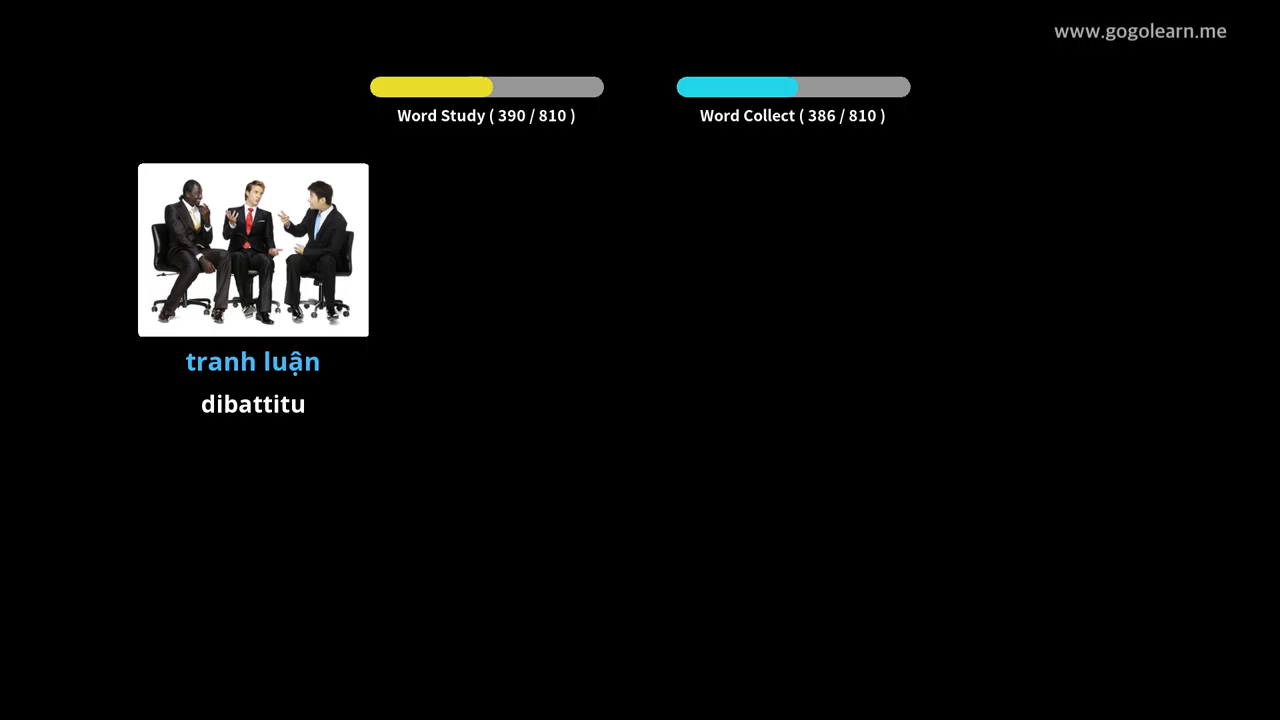 www.gogolearn.me
Word Study ( 390 / 810 )
Word Collect ( 386 / 810 )
tranh luận
dibattitu